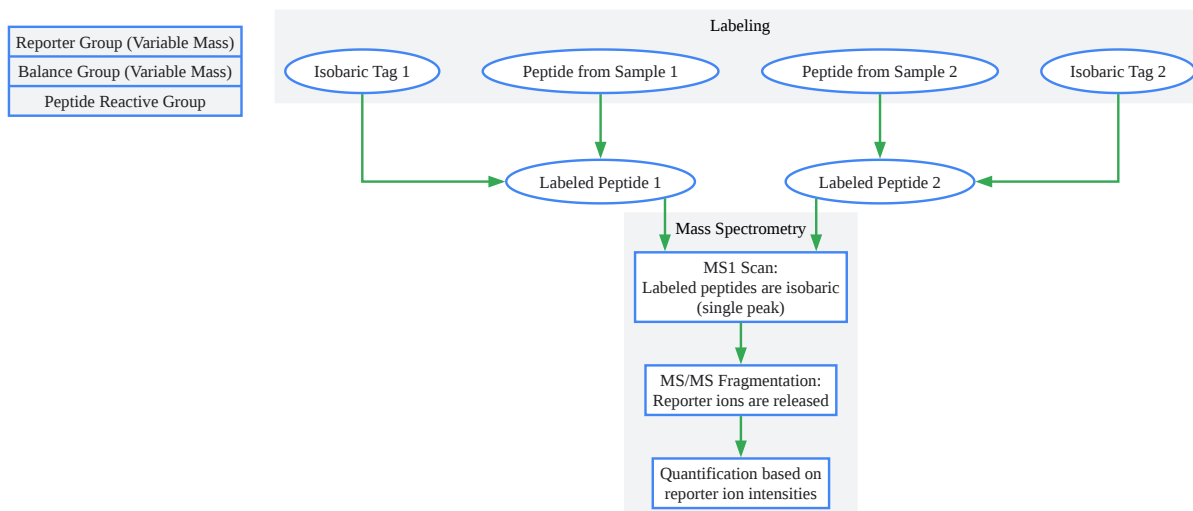 Reporter Group (Variable Mass)
Balance Group (Variable Mass)
Peptide Reactive Group
Labeling
Isobaric Tag 1
Peptide from Sample 1
Peptide from Sample 2
Isobaric Tag 2
Labeled Peptide 1
Labeled Peptide 2
Mass Spectrometry
MS1 Scan:
Labeled peptides are isobaric
(single peak)
MS/MS Fragmentation:
Reporter ions are released
Quantification based on
reporter ion intensities